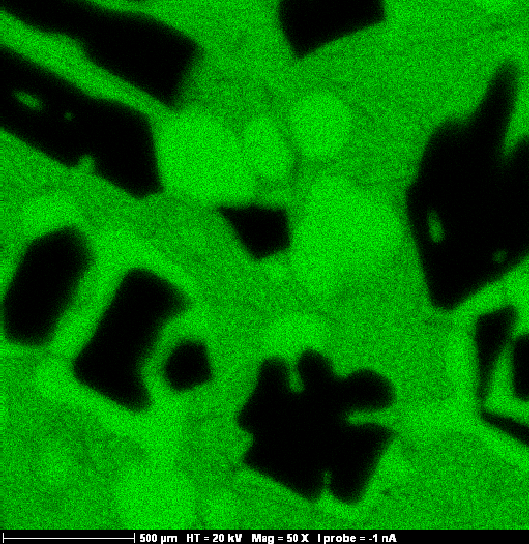 500 µm HT = 20 kV Mag = 50 X I probe = -1 nA